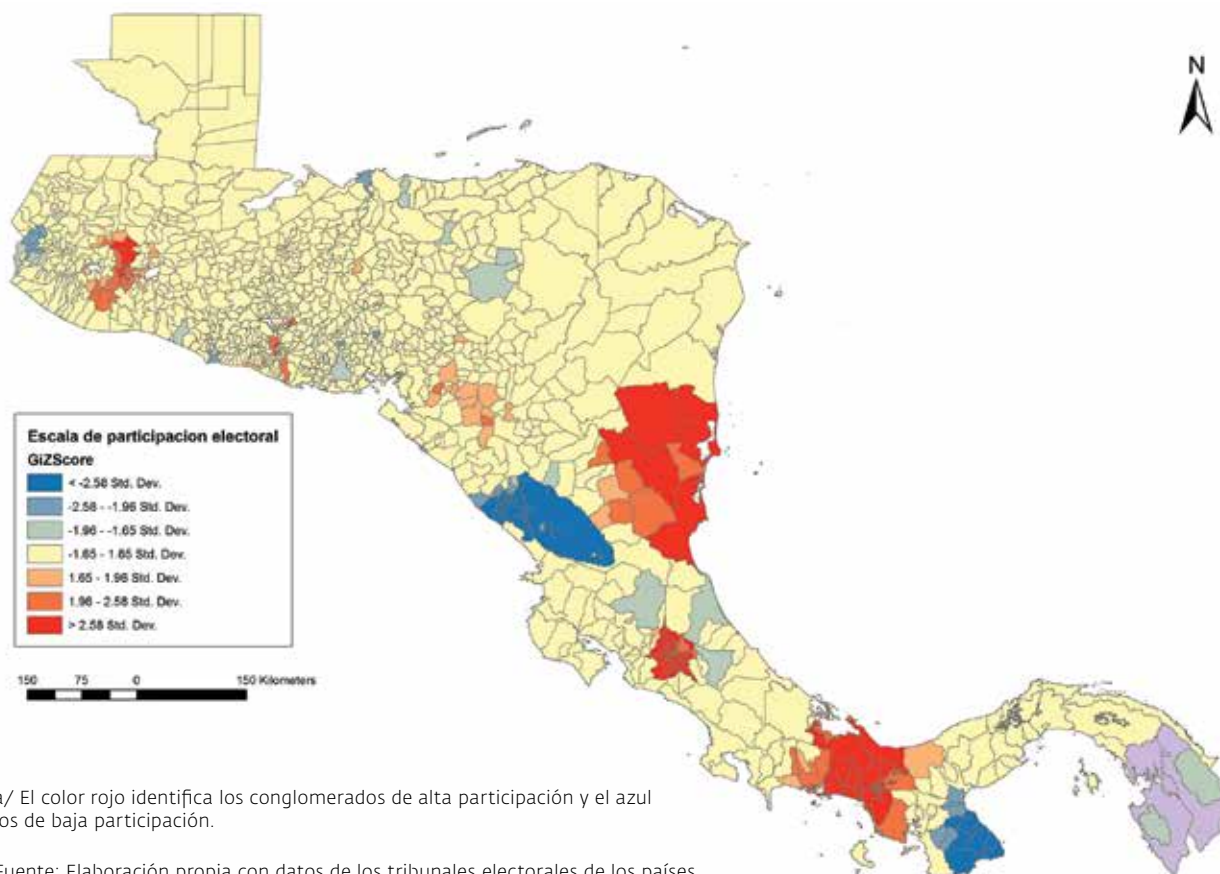 N
Escala de participacion electoral
GiZScore
< -2.58 Std. Dev.
-2.58 - -1.96 Std. Dev.
-1.96 - -1.65 Std. Dev.
-1.65 - 1.65 Std. Dev.
1.65 - 1.96 Std. Dev.
1.96 - 2.58 Std. Dev.
> 2.58 Std. Dev.
150 75 0 150 Kilometers
a/ El color rojo identifica los conglomerados de alta participación y el azul
los de baja participación.
Fuente: Elaboración propia con datos de los tribunales electorales de los países